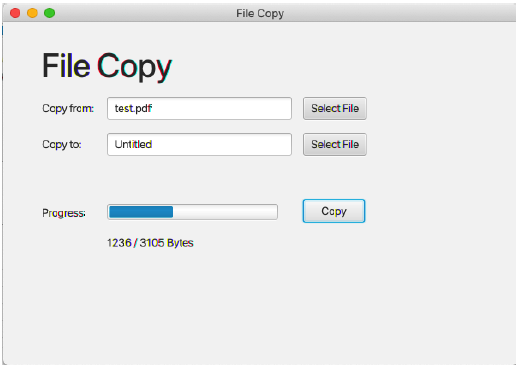 File Copy
File Copy
Copy from: test.pdf Select File
Copy to: Untitled Select File
Progress: Copy
1236 / 3105 Bytes